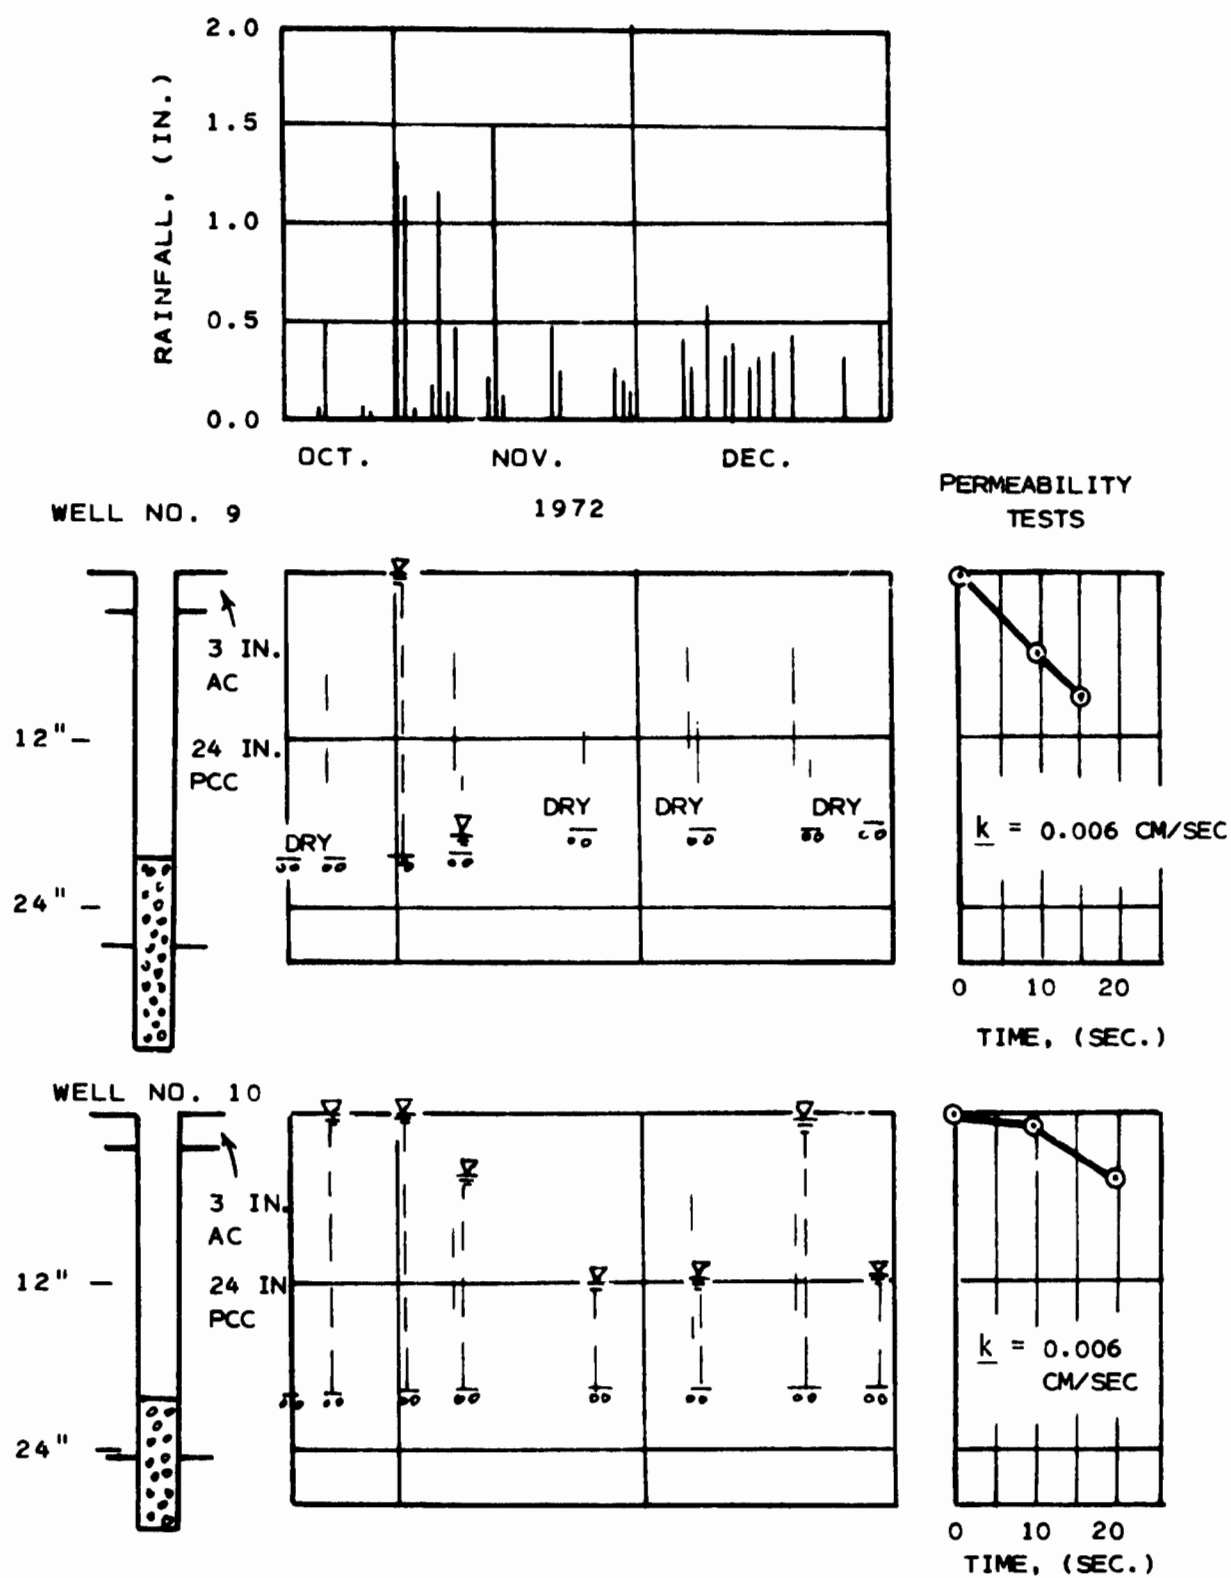 2.0
1.5
1.0
0.5
0.0
RAINFALL, (IN.)
OCT. NOV. DEC.
1972
WELL NO. 9
PERMEABILITY
TESTS
3 IN.
AC
12"
24 IN.
PCC
24"
DRY DRY DRY DRY
k = 0.006 CM/SEC
0 10 20
TIME, (SEC.)
WELL NO. 10
3 IN.
AC
12"
24 IN
PCC
24"
k = 0.006
CM/SEC
0 10 20
TIME, (SEC.)